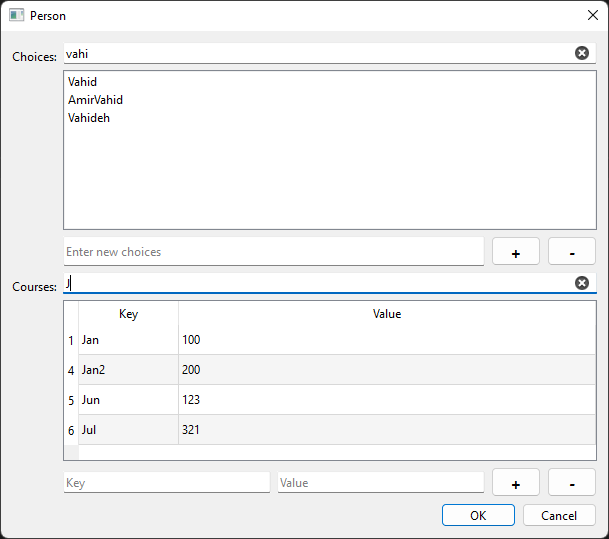 Person
Choices: vahi
Vahid
AmirVahid
Vahideh
Enter new choices + -
Courses: J
Key Value
1 Jan 100
4 Jan2 200
5 Jun 123
6 Jul 321
Key Value + -
OK Cancel